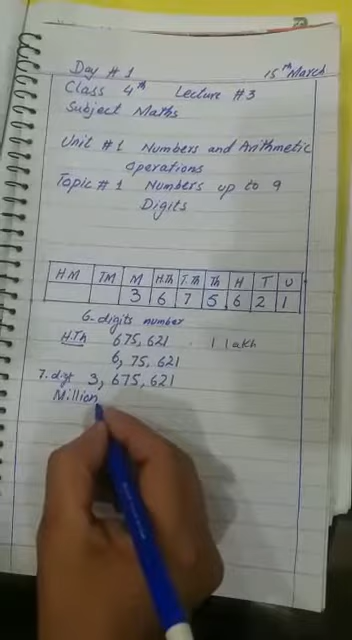 Day # 1 15th March
Class 4th Lecture #3
Subject Maths
Unit #1 Numbers and Arithmetic
Operations
Topic #1 Numbers up to 9
Digits
HM TM M H.Th T.Th Th H T U
3 6 7 5 6 2 1
6-digits number
H.Th 675,621 1 lakh
6,75,621
7.digt 3,675,621
Million